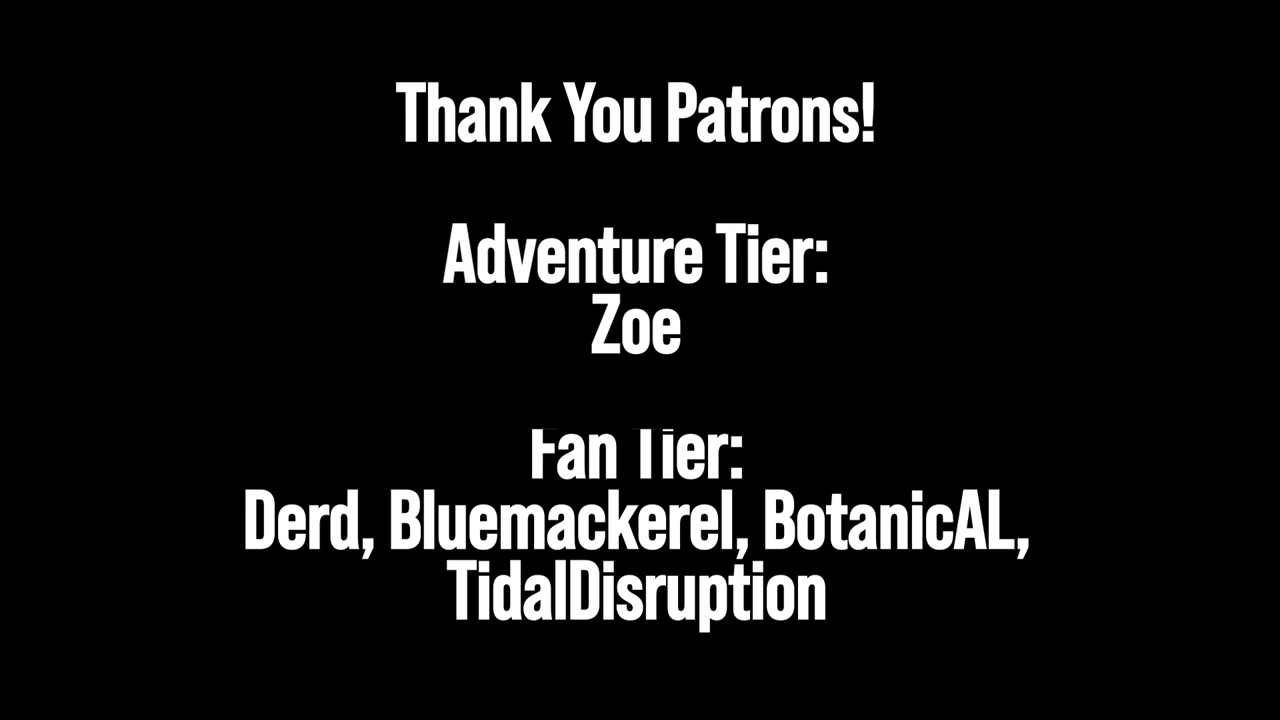 Thank You Patrons!
Adventure Tier:
Zoe
Fan Tier:
Derd, Bluemackerel, BotanicAL,
TidalDisruption